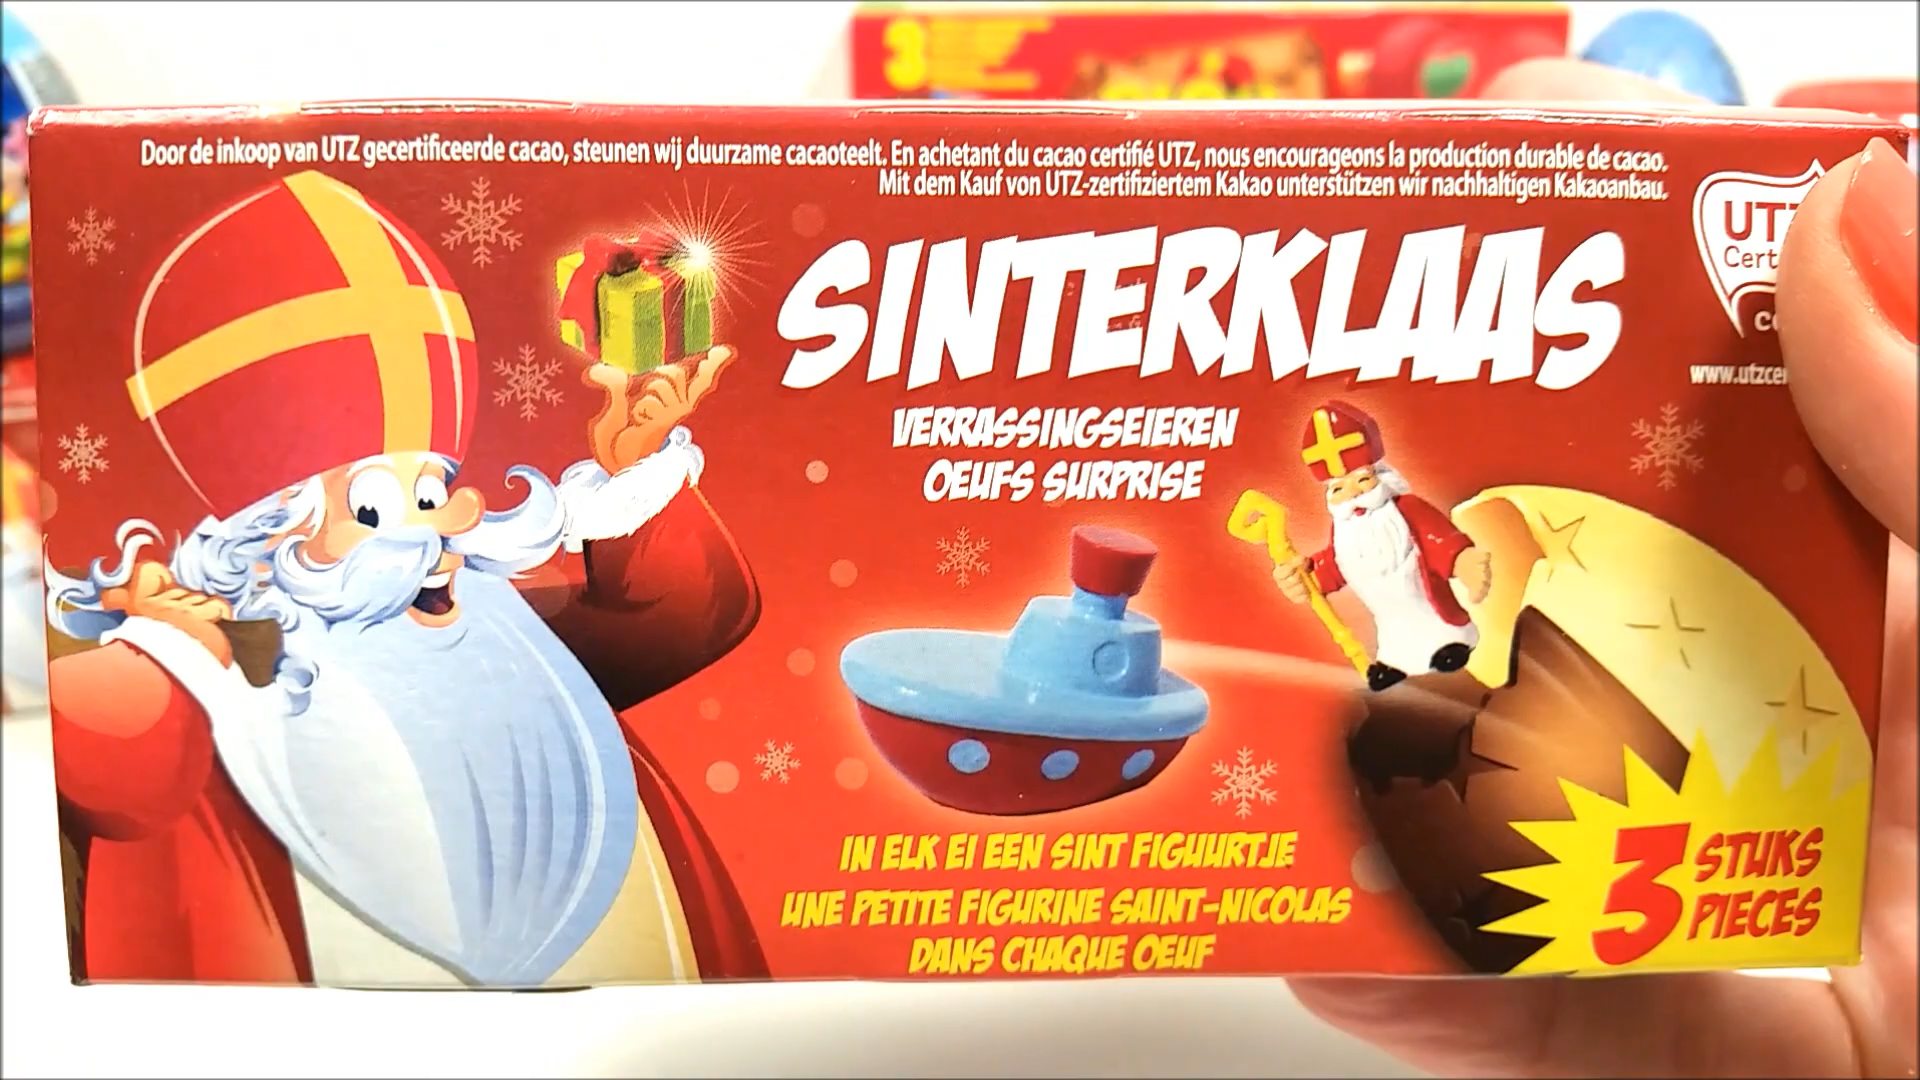 Door de inkoop van UTZ gecertificeerde cacao, steunen wij duurzame cacaoteelt. En achetant du cacao certifié UTZ, nous encourageons la production durable de cacao.
Mit dem Kauf von UTZ-zertifiziertem Kakao unterstützen wir nachhaltigen Kakaoanbau.
SINTERKLAAS
VERRASSINGSEIEREN
OEUFS SURPRISE
IN ELK EI EEN SINT FIGUURTJE
UNE PETITE FIGURINE SAINT-NICOLAS
DANS CHAQUE OEUF
3 STUKS
PIECES
3